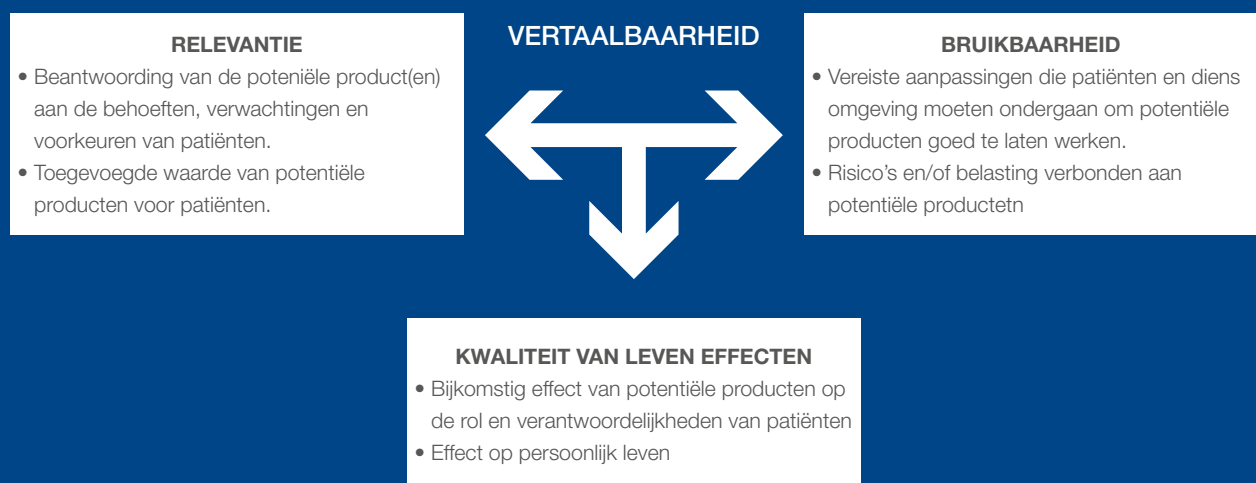 VERTAALBAARHEID
RELEVANTIE
• Beantwoording van de poteniële product(en)
aan de behoeften, verwachtingen en
voorkeuren van patiënten.
• Toegevoegde waarde van potentiële
producten voor patiënten.
BRUIKBAARHEID
• Vereiste aanpassingen die patiënten en diens
omgeving moeten ondergaan om potentiële
producten goed te laten werken.
• Risico’s en/of belasting verbonden aan
potentiële productetn
KWALITEIT VAN LEVEN EFFECTEN
• Bijkomstig effect van potentiële producten op
de rol en verantwoordelijkheden van patiënten
• Effect op persoonlijk leven